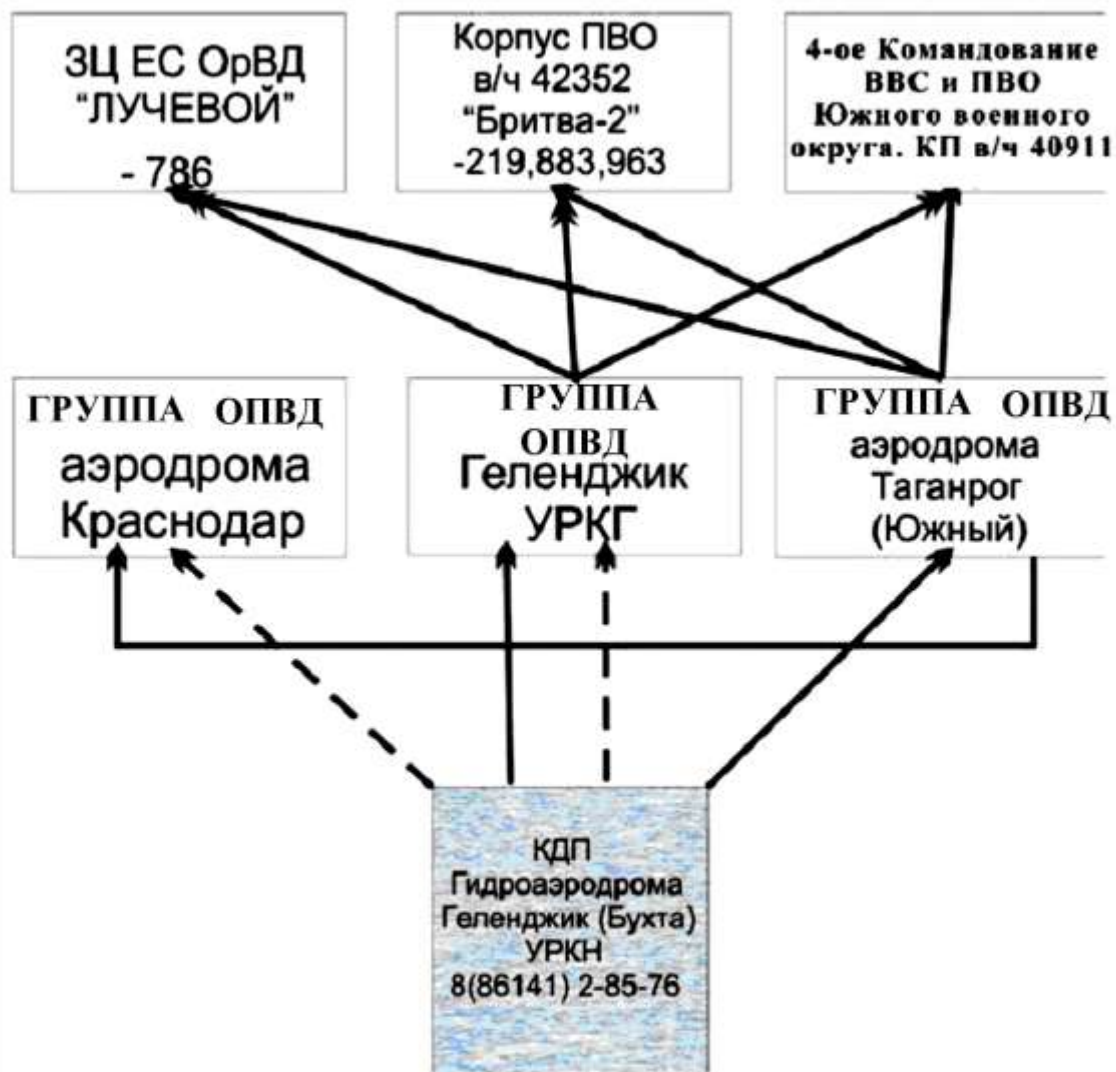 ЗЦ ЕС ОрВД
"ЛУЧЕВОЙ"
- 786
Корпус ПВО
в/ч 42352
"Бритва-2"
-219,883,963
4-ое Командование
ВВС и ПВО
Южного военного
округа. КП в/ч 40911
ГРУППА ОПВД
аэродрома
Краснодар
ГРУППА
ОПВД
Геленджик
УРКГ
ГРУППА ОПВД
аэродрома
Таганрог
(Южный)
КДП
Гидроаэродрома
Геленджик (Бухта)
УРКН
8(86141) 2-85-76